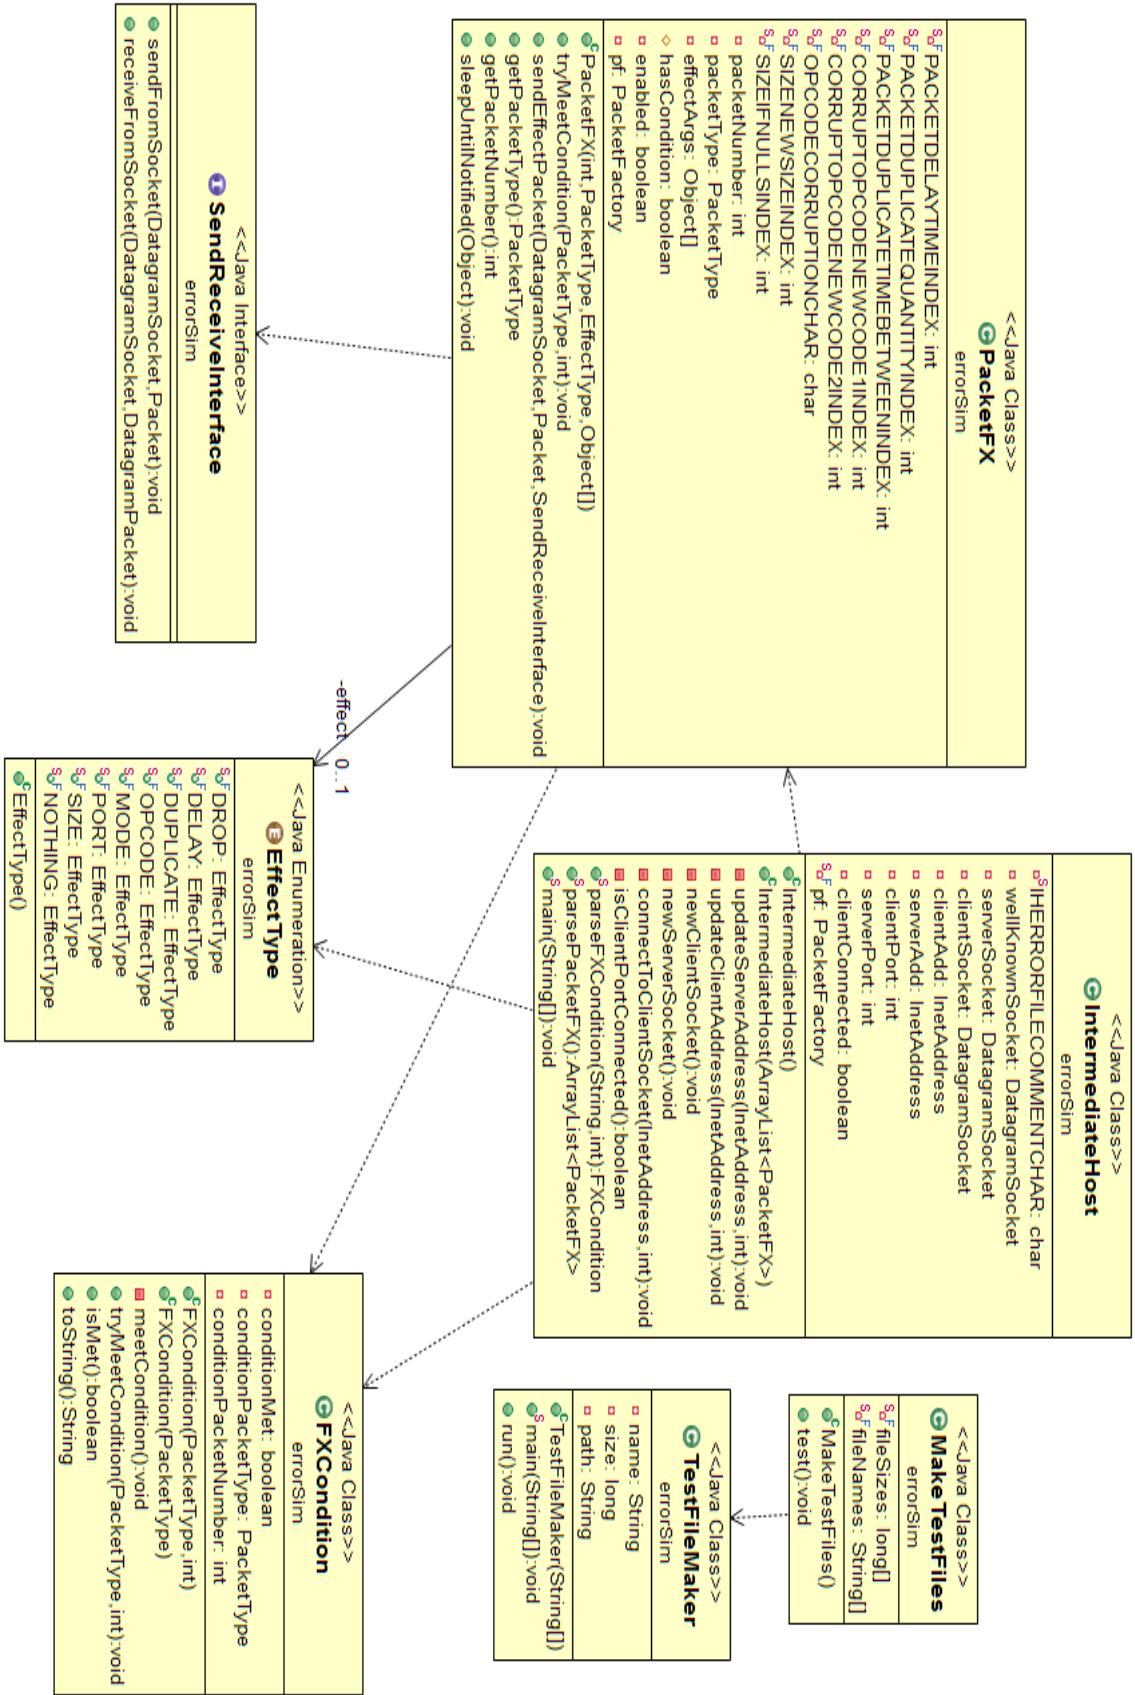 <<Java Class>>
PacketFX
errorSim
PACKETDELAYTIMEINDEX: int
PACKETDUPLICATEQUANTITYINDEX: int
PACKETDUPLICATETIMEBETWEENINDEX: int
CORRUPTOPCODENEWCODE1INDEX: int
CORRUPTOPCODENEWCODE2INDEX: int
OPCODECORRUPTIONCHAR: char
SIZENEWSIZEINDEX: int
SIZEIFNULLSINDEX: int
packetNumber: int
packetType: PacketType
effectArgs: Object[]
hasCondition: boolean
enabled: boolean
pf: PacketFactory
PacketFX(int,PacketType,EffectType,Object[])
tryMeetCondition(PacketType,int):void
sendEffectPacket(DatagramSocket,Packet,SendReceiveInterface):void
getPacketType():PacketType
getPacketNumber():int
sleepUntilNotified(Object):void
<<Java Class>>
IntermediateHost
errorSim
IHERRORFILECOMMENTCHAR: char
wellKnownSocket: DatagramSocket
serverSocket: DatagramSocket
clientSocket: DatagramSocket
clientAdd: InetAddress
serverAdd: InetAddress
clientPort: int
serverPort: int
clientConnected: boolean
pf: PacketFactory
IntermediateHost()
IntermediateHost(ArrayList<PacketFX>)
updateServerAddress(InetAddress,int):void
updateClientAddress(InetAddress,int):void
newClientSocket():void
newServerSocket():void
connectToClientSocket(InetAddress,int):void
isClientPortConnected():boolean
parseFXCondition(String,int):FXCondition
parsePacketFX():ArrayList<PacketFX>
main(String[]):void
<<Java Class>>
MakeTestFiles
errorSim
fileSizes: long[]
fileNames: String[]
MakeTestFiles()
test():void
<<Java Class>>
TestFileMaker
errorSim
name: String
size: long
path: String
TestFileMaker(String[])
main(String[]):void
run():void
<<Java Interface>>
SendReceiveInterface
errorSim
sendFromSocket(DatagramSocket,Packet):void
receiveFromSocket(DatagramSocket,DatagramPacket):void
-effect 0..1
<<Java Enumeration>>
EffectType
errorSim
DROP: EffectType
DELAY: EffectType
DUPLICATE: EffectType
OPCODE: EffectType
MODE: EffectType
PORT: EffectType
SIZE: EffectType
NOTHING: EffectType
EffectType()
<<Java Class>>
FXCondition
errorSim
conditionMet: boolean
conditionPacketType: PacketType
conditionPacketNumber: int
FXCondition(PacketType,int)
FXCondition(PacketType)
meetCondition():void
tryMeetCondition(PacketType,int):void
isMet():boolean
toString():String